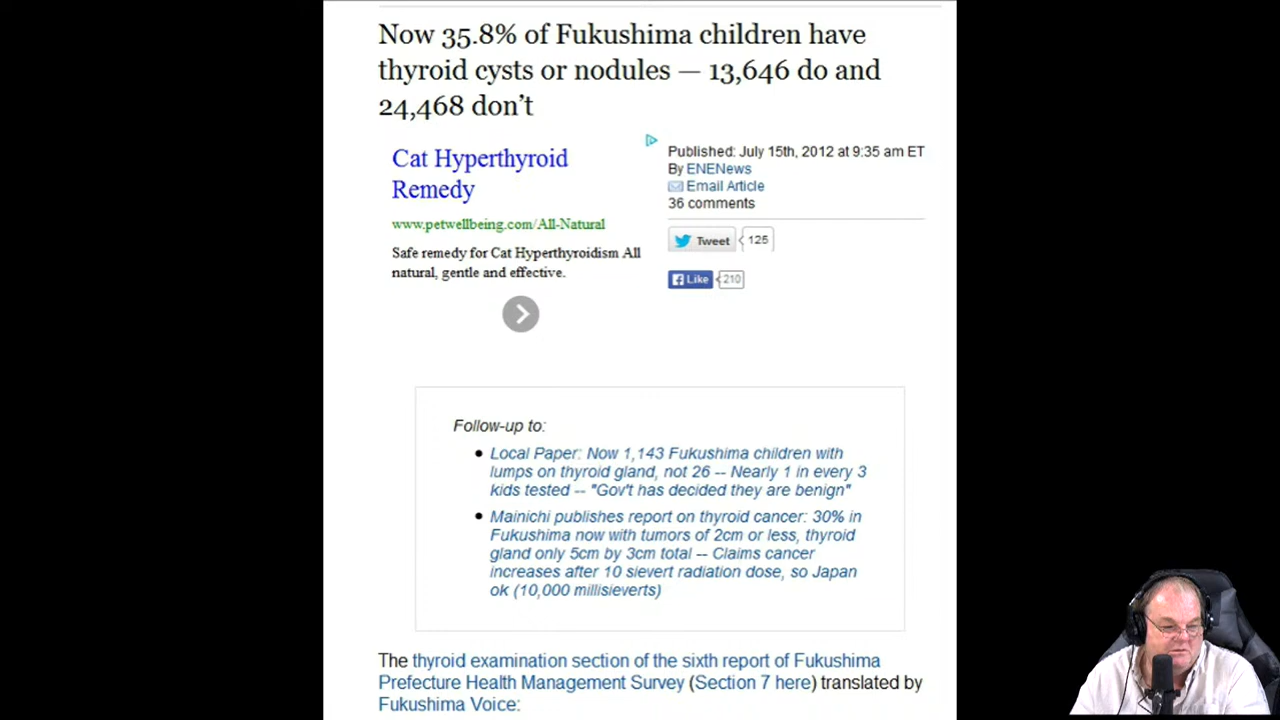 Now 35.8% of Fukushima children have
thyroid cysts or nodules — 13,646 do and
24,468 don't
Cat Hyperthyroid
Remedy
www.petwellbeing.com/All-Natural
Safe remedy for Cat Hyperthyroidism All
natural, gentle and effective.
Published: July 15th, 2012 at 9:35 am ET
By ENENews
Email Article
36 comments
Tweet 125
Like 210
Follow-up to:
Local Paper: Now 1,143 Fukushima children with
lumps on thyroid gland, not 26 -- Nearly 1 in every 3
kids tested -- "Gov't has decided they are benign"
Mainichi publishes report on thyroid cancer: 30% in
Fukushima now with tumors of 2cm or less, thyroid
gland only 5cm by 3cm total -- Claims cancer
increases after 10 sievert radiation dose, so Japan
ok (10,000 millisieverts)
The thyroid examination section of the sixth report of Fukushima
Prefecture Health Management Survey (Section 7 here) translated by
Fukushima Voice: